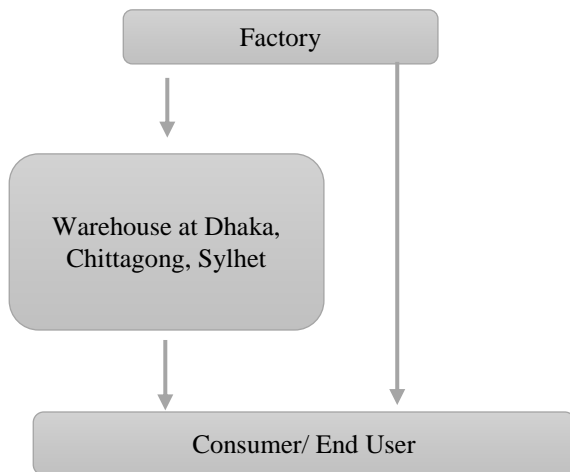 Factory
Warehouse at Dhaka,
Chittagong, Sylhet
Consumer/ End User